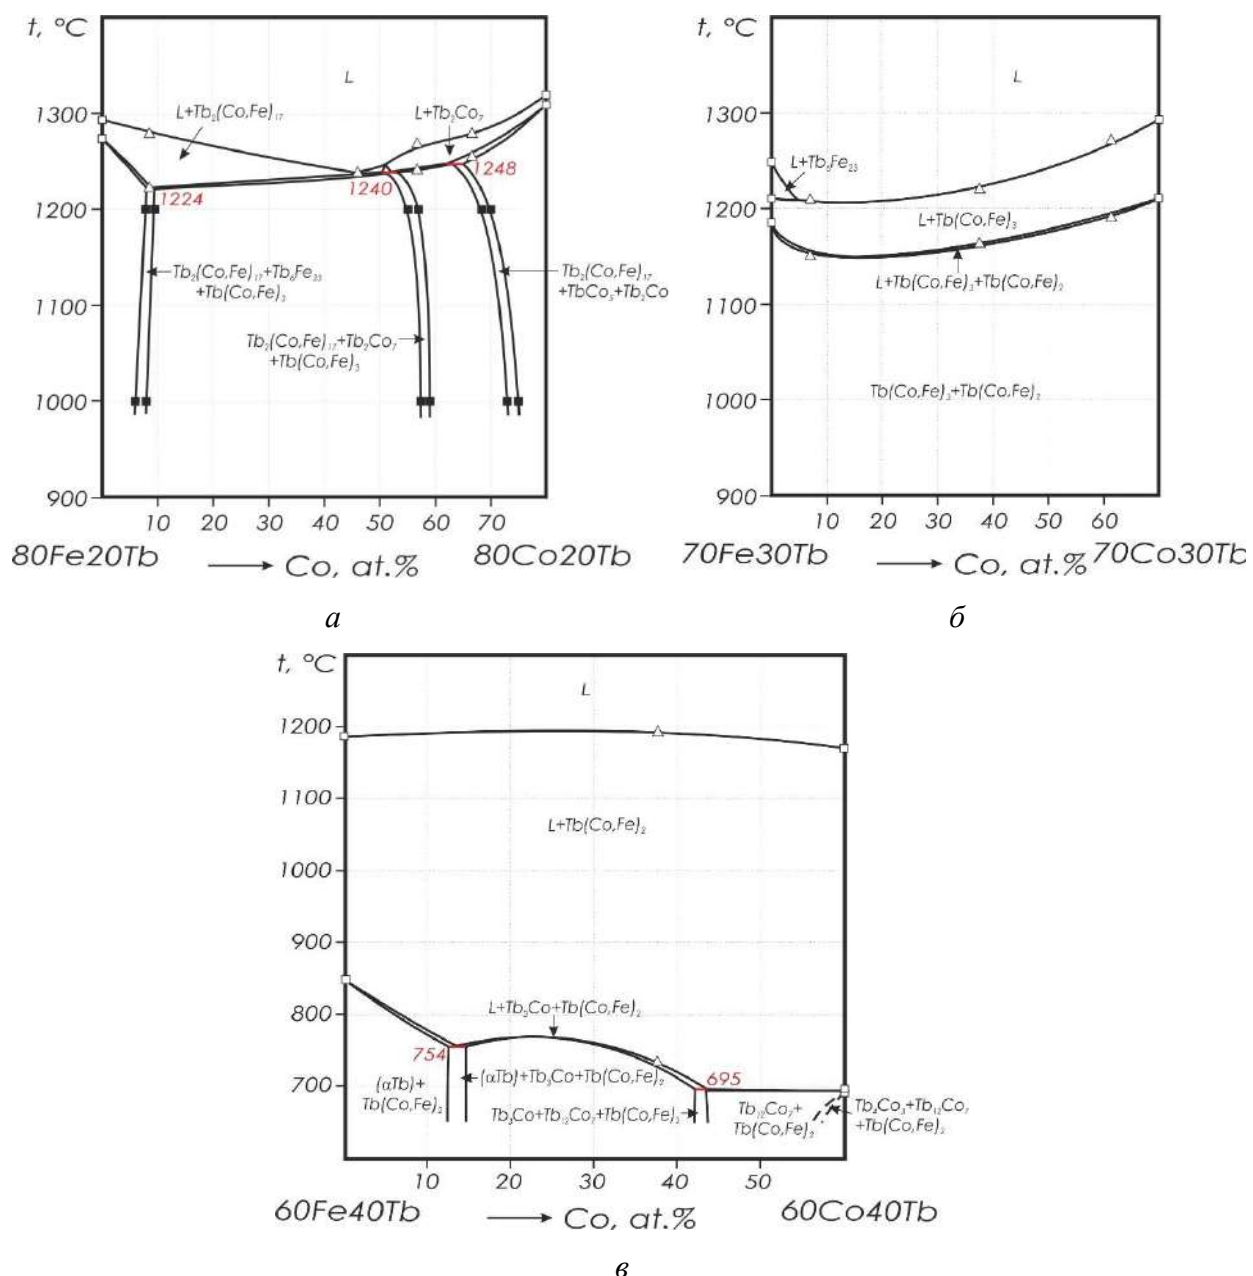 t, °C
1300
1200
1100
1000
900
L
L+Tb₂(Co,Fe)₁₇
L+Tb₂Co₇
1224
1240
1248
Tb₂(Co,Fe)₁₇+Tb₆Fe₂₃
+Tb(Co,Fe)₃
Tb₂(Co,Fe)₁₇+Tb₂Co₇
+Tb(Co,Fe)₃
Tb₂(Co,Fe)₁₇
+TbCo₅+Tb₂Co
10 20 30 40 50 60 70
80Fe20Tb → Co, at.% 80Co20Tb
а
t, °C
1300
1200
1100
1000
900
L
L+Tb₆Fe₂₃
L+Tb(Co,Fe)₃
L+Tb(Co,Fe)₃+Tb(Co,Fe)₂
Tb(Co,Fe)₃+Tb(Co,Fe)₂
10 20 30 40 50 60
70Fe30Tb → Co, at.% 70Co30Tb
б
t, °C
1200
1100
1000
900
800
700
L
L+Tb(Co,Fe)₂
L+Tb₃Co+Tb(Co,Fe)₂
754
695
(αTb)+
Tb(Co,Fe)₂
(αTb)+Tb₃Co+Tb(Co,Fe)₂
Tb₃Co+Tb₁₂Co₇+Tb(Co,Fe)₂
Tb₁₂Co₇+
Tb(Co,Fe)₂
Tb₄Co₃+Tb₁₂Co₇
+Tb(Co,Fe)₂
10 20 30 40 50
60Fe40Tb → Co, at.% 60Co40Tb
в